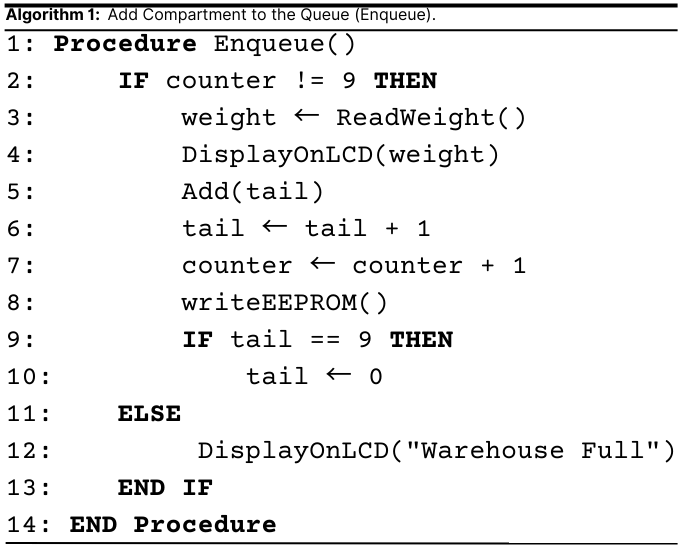 Algorithm 1: Add Compartment to the Queue (Enqueue).
1: Procedure Enqueue()
2: IF counter != 9 THEN
3: weight ← ReadWeight()
4: DisplayOnLCD(weight)
5: Add(tail)
6: tail ← tail + 1
7: counter ← counter + 1
8: writeEEPROM()
9: IF tail == 9 THEN
10: tail ← 0
11: ELSE
12: DisplayOnLCD("Warehouse Full")
13: END IF
14: END Procedure